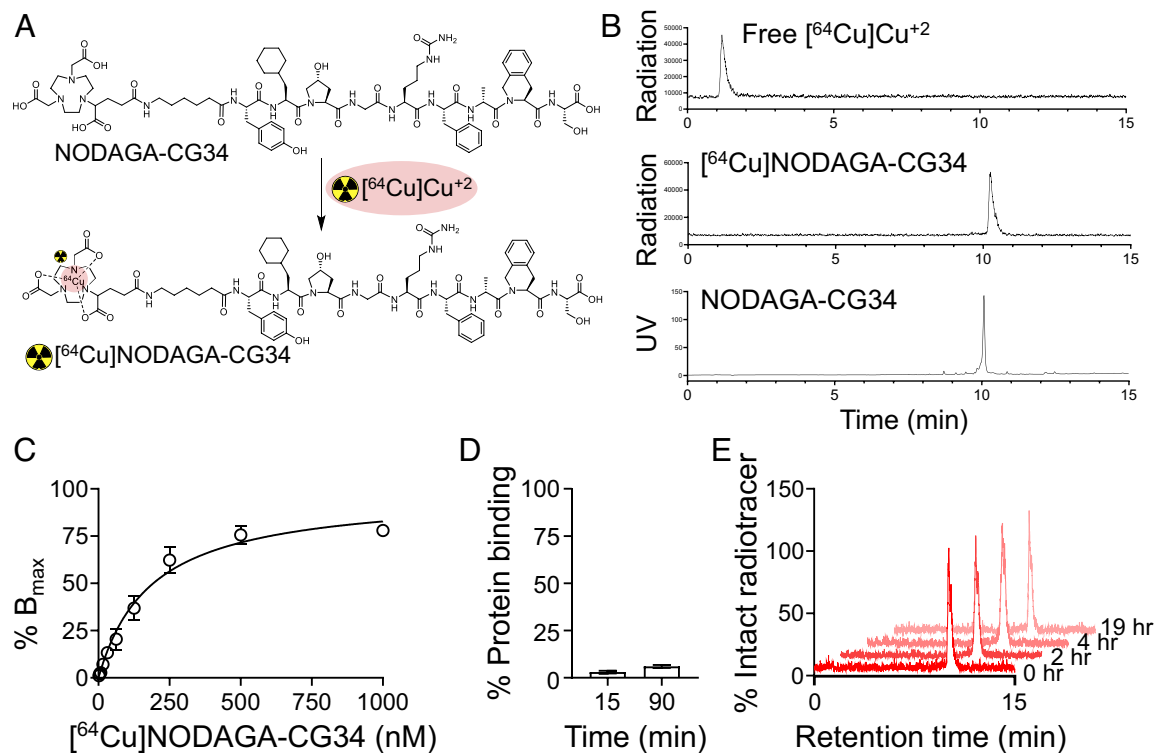 A
NODAGA-CG34
[⁶⁴Cu]Cu⁺²
[⁶⁴Cu]NODAGA-CG34
B
Free [⁶⁴Cu]Cu⁺²
Radiation
50000
40000
30000
20000
10000
0
0 5 10 15
[⁶⁴Cu]NODAGA-CG34
Radiation
60000
40000
20000
0
0 5 10 15
NODAGA-CG34
UV
150
100
50
0
0 5 10 15
Time (min)
C
% Bmax
100
75
50
25
0
0 250 500 750 1000
[⁶⁴Cu]NODAGA-CG34 (nM)
D
% Protein binding
100
75
50
25
0
15 90
Time (min)
E
% Intact radiotracer
150
100
50
0
19 hr
4 hr
2 hr
0 hr
0 15
Retention time (min)